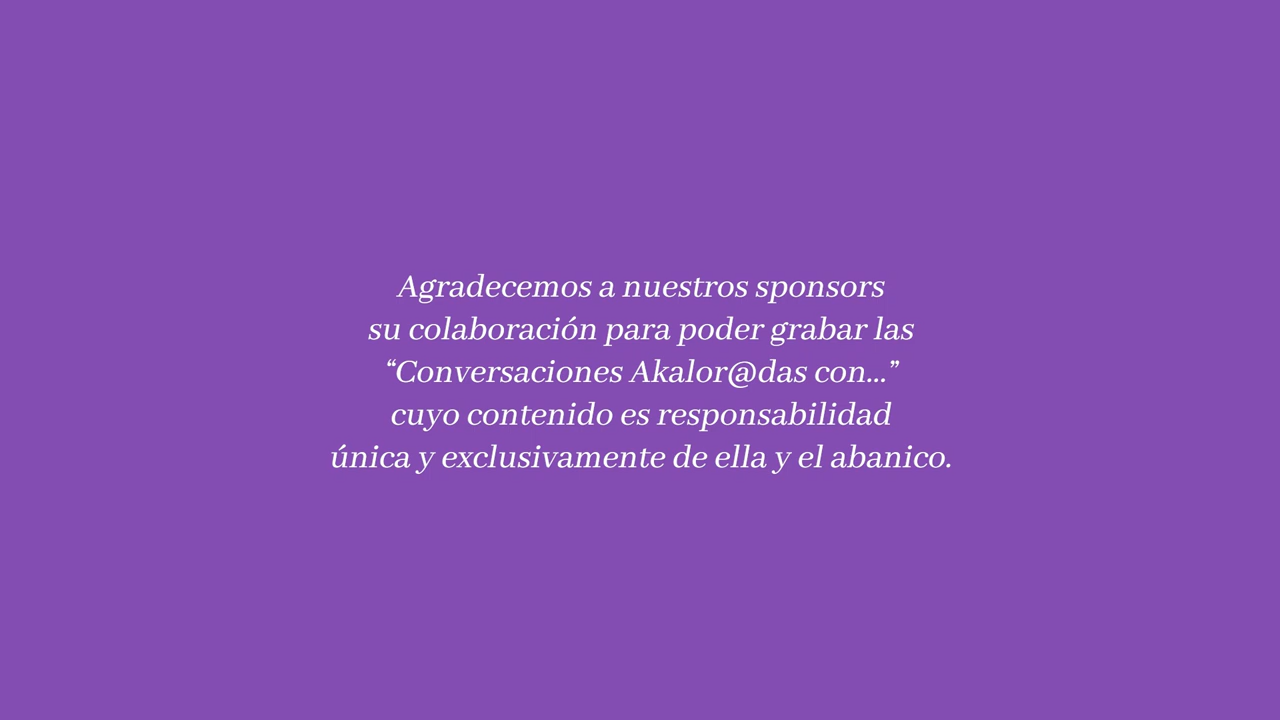 Agradecemos a nuestros sponsors
su colaboración para poder grabar las
“Conversaciones Akalor@das con...”
cuyo contenido es responsabilidad
única y exclusivamente de ella y el abanico.